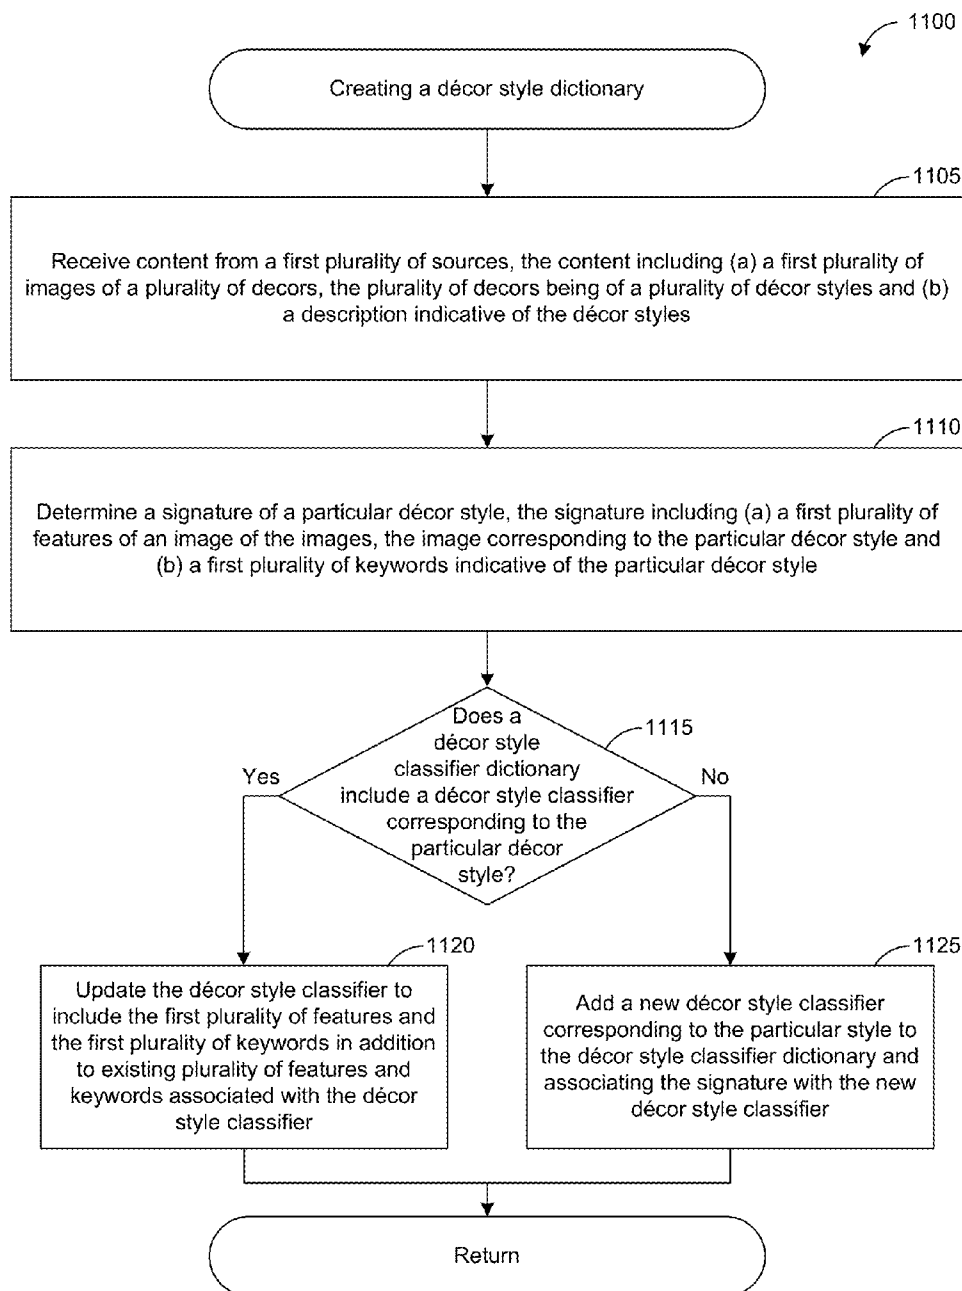 1100
Creating a décor style dictionary
1105
Receive content from a first plurality of sources, the content including (a) a first plurality of
images of a plurality of decors, the plurality of decors being of a plurality of décor styles and (b)
a description indicative of the décor styles
1110
Determine a signature of a particular décor style, the signature including (a) a first plurality of
features of an image of the images, the image corresponding to the particular décor style and
(b) a first plurality of keywords indicative of the particular décor style
1115
Does a
décor style
classifier dictionary
include a décor style classifier
corresponding to the
particular décor
style?
Yes
No
1120
Update the décor style classifier to
include the first plurality of features and
the first plurality of keywords in addition
to existing plurality of features and
keywords associated with the décor
style classifier
1125
Add a new décor style classifier
corresponding to the particular style to
the décor style classifier dictionary and
associating the signature with the new
décor style classifier
Return